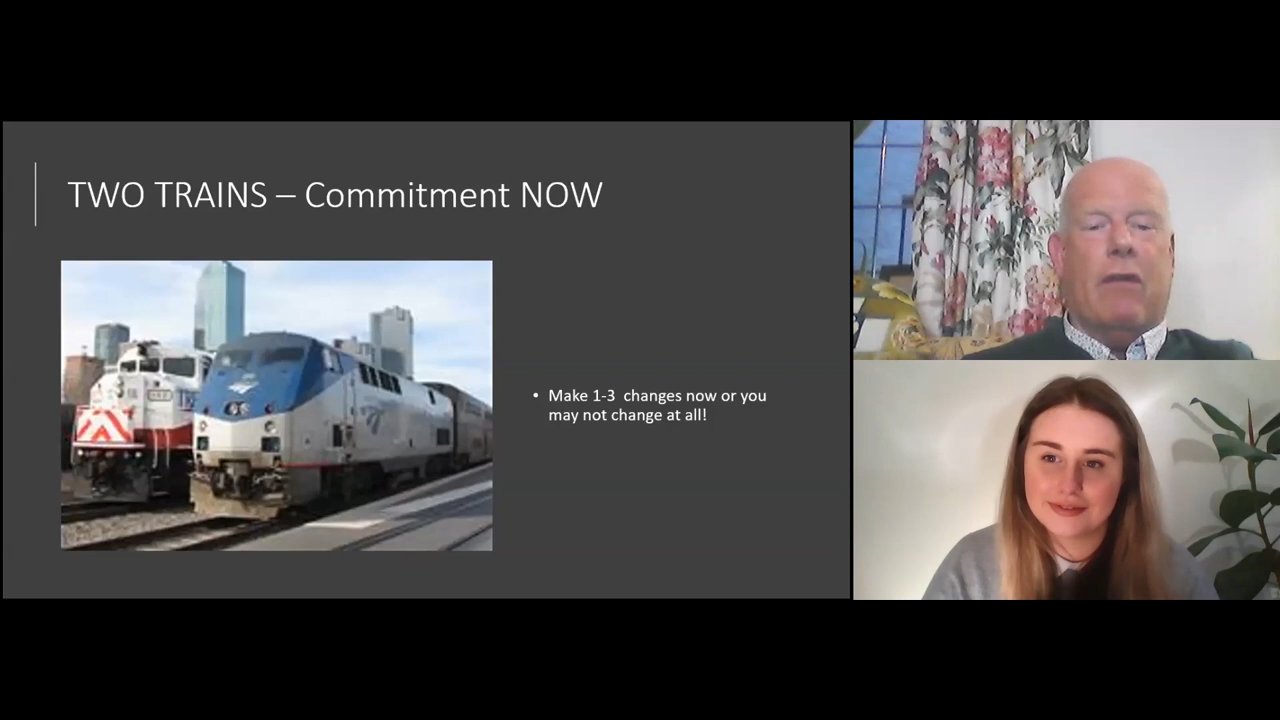 TWO TRAINS – Commitment NOW
• Make 1-3  changes now or you
may not change at all!